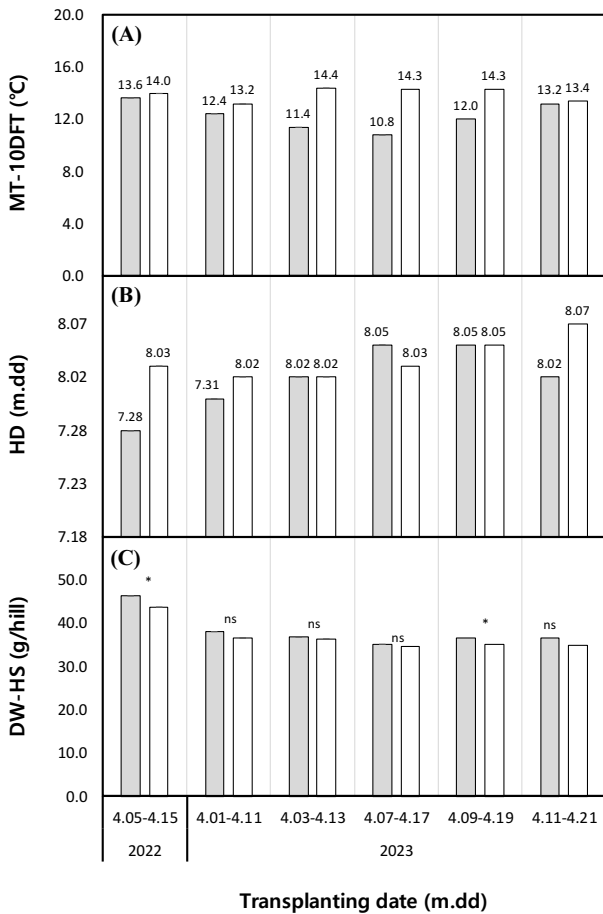 (A)
MT-10DFT (℃)
20.0
16.0
12.0
8.0
4.0
0.0
13.6 14.0 12.4 13.2 11.4 14.4 10.8 14.3 12.0 14.3 13.2 13.4
(B)
HD (m.dd)
8.07
8.02
7.28
7.23
7.18
7.28 8.03 7.31 8.02 8.02 8.02 8.05 8.03 8.05 8.05 8.02 8.07
(C)
DW-HS (g/hill)
50.0
40.0
30.0
20.0
10.0
0.0
* ns ns ns * ns
4.05-4.15 4.01-4.11 4.03-4.13 4.07-4.17 4.09-4.19 4.11-4.21
2022 2023
Transplanting date (m.dd)